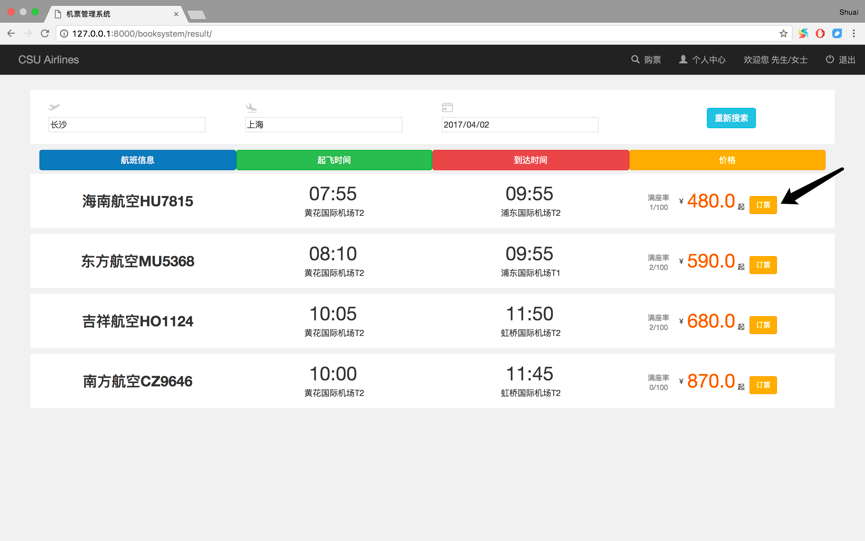 机票管理系统
Shuai
127.0.0.1:8000/booksystem/result/
CSU Airlines
购票
个人中心
欢迎您 先生/女士
退出
长沙
上海
2017/04/02
重新搜索
航班信息
起飞时间
到达时间
价格
海南航空HU7815
07:55
黄花国际机场T2
09:55
浦东国际机场T2
满座率
1/100
¥ 480.0 起
订票
东方航空MU5368
08:10
黄花国际机场T2
09:55
浦东国际机场T1
满座率
2/100
¥ 590.0 起
订票
吉祥航空HO1124
10:05
黄花国际机场T2
11:50
虹桥国际机场T2
满座率
2/100
¥ 680.0 起
订票
南方航空CZ9646
10:00
黄花国际机场T2
11:45
虹桥国际机场T2
满座率
0/100
¥ 870.0 起
订票